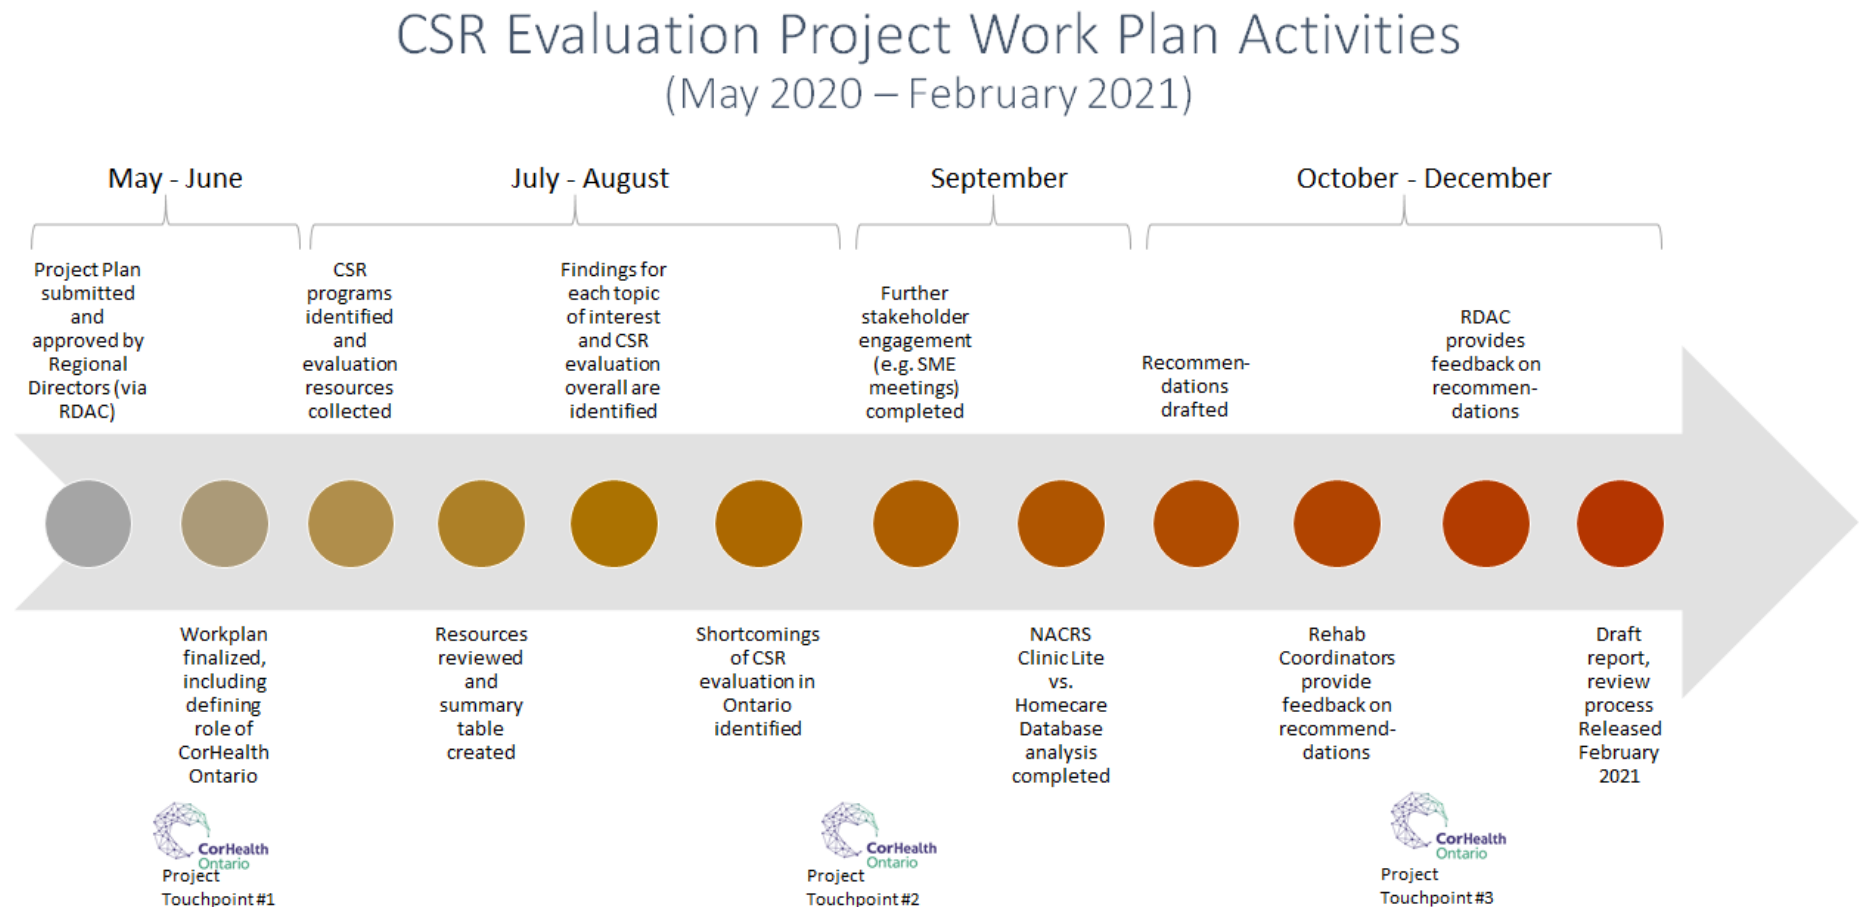 CSR Evaluation Project Work Plan Activities
(May 2020 – February 2021)
May - June
July - August
September
October - December
Project Plan
submitted
and
approved by
Regional
Directors (via
RDAC)
CSR
programs
identified
and
evaluation
resources
collected
Findings for
each topic
of interest
and CSR
evaluation
overall are
identified
Further
stakeholder
engagement
(e.g. SME
meetings)
completed
Recommen-
dations
drafted
RDAC
provides
feedback on
recommen-
dations
Workplan
finalized,
including
defining
role of
CorHealth
Ontario
Resources
reviewed
and
summary
table
created
Shortcomings
of CSR
evaluation in
Ontario
identified
NACRS
Clinic Lite
vs.
Homecare
Database
analysis
completed
Rehab
Coordinators
provide
feedback on
recommend-
dations
Draft
report,
review
process
Released
February
2021
CorHealth
Ontario
Project
Touchpoint #1
CorHealth
Ontario
Project
Touchpoint #2
CorHealth
Ontario
Project
Touchpoint #3